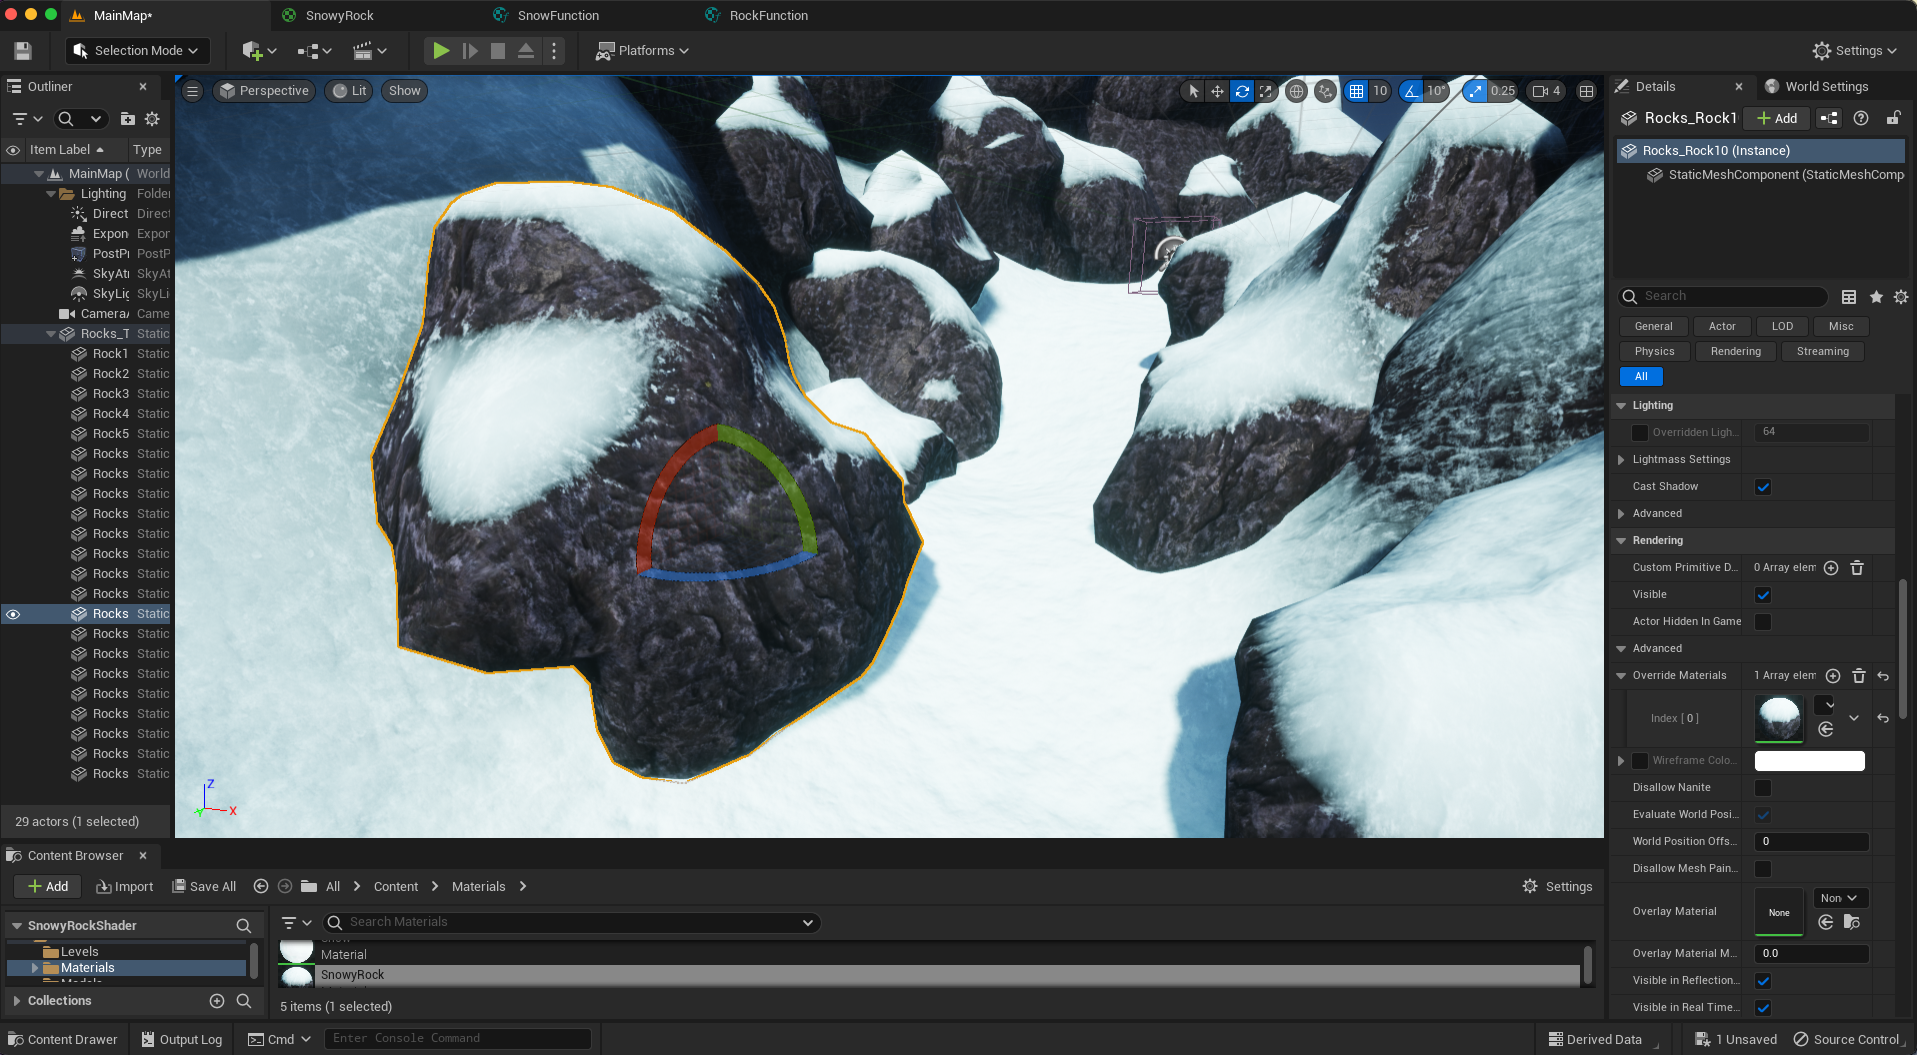 MainMap*
SnowyRock
SnowFunction
RockFunction
Selection Mode
Platforms
Settings
Outliner
Item Label
Type
MainMap (
World
Lighting
Folder
Direct
Direct
Expon
Expor
PostPr
PostP
SkyAtr
SkyAt
SkyLig
SkyLi
CameraA
Came
Rocks_T
Static
Rock1
Static
Rock2
Static
Rock3
Static
Rock4
Static
Rock5
Static
Rocks
Static
Rocks
Static
Rocks
Static
Rocks
Static
Rocks
Static
Rocks
Static
Rocks
Static
Rocks
Static
Rocks
Static
Rocks
Static
Rocks
Static
Rocks
Static
Rocks
Static
Rocks
Static
Rocks
Static
Rocks
Static
Rocks
Static
29 actors (1 selected)
Perspective
Lit
Show
10
10°
0.25
4
Z
X
Y
Details
World Settings
Rocks_Rock1
Add
Rocks_Rock10 (Instance)
StaticMeshComponent (StaticMeshComp
Search
General
Actor
LOD
Misc
Physics
Rendering
Streaming
All
Lighting
Overridden Ligh...
64
Lightmass Settings
Cast Shadow
Advanced
Rendering
Custom Primitive D...
0 Array elem
Visible
Actor Hidden In Game
Advanced
Override Materials
1 Array elem
Index [ 0 ]
Wireframe Colo...
Disallow Nanite
Evaluate World Posi...
World Position Offs...
0
Disallow Mesh Pain...
Overlay Material
None
Non
Overlay Material M...
0.0
Visible in Reflection...
Visible in Real Time...
Content Browser
Add
Import
Save All
All
Content
Materials
Settings
SnowyRockShader
Levels
Materials
Collections
Search Materials
Material
SnowyRock
5 items (1 selected)
Content Drawer
Output Log
Cmd
Enter Console Command
Derived Data
1 Unsaved
Source Control